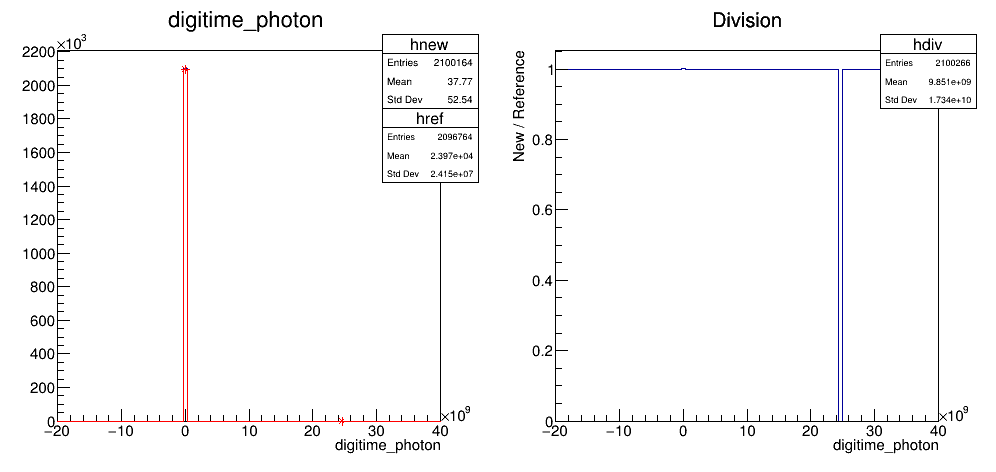 digitime_photon
×10³
2200
2000
1800
1600
1400
1200
1000
800
600
400
200
0
−20 −10 0 10 20 30 40
×10⁹
digitime_photon
hnew
Entries 2100164
Mean 37.77
Std Dev 52.54
href
Entries 2096764
Mean 2.397e+04
Std Dev 2.415e+07
Division
New / Reference
1
0.8
0.6
0.4
0.2
0
−20 −10 0 10 20 30 40
×10⁹
digitime_photon
hdiv
Entries 2100266
Mean 9.851e+09
Std Dev 1.734e+10